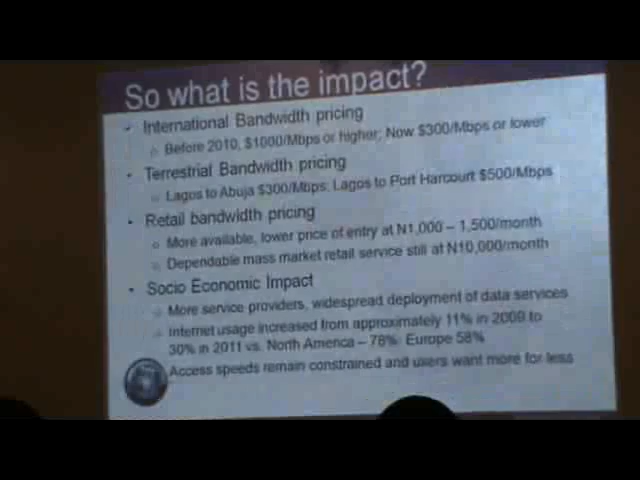 So what is the impact?
International Bandwidth pricing
Before 2010, $1000/Mbps or higher; Now $300/Mbps or lower
Terrestrial Bandwidth pricing
Lagos to Abuja $300/Mbps; Lagos to Port Harcourt $500/Mbps
Retail bandwidth pricing
More available, lower price of entry at N1,000 – 1,500/month
Dependable mass market retail service still at N10,000/month
Socio Economic Impact
More service providers, widespread deployment of data services
Internet usage increased from approximately 11% in 2009 to
30% in 2011 vs. North America – 78%; Europe 58%
Access speeds remain constrained and users want more for less